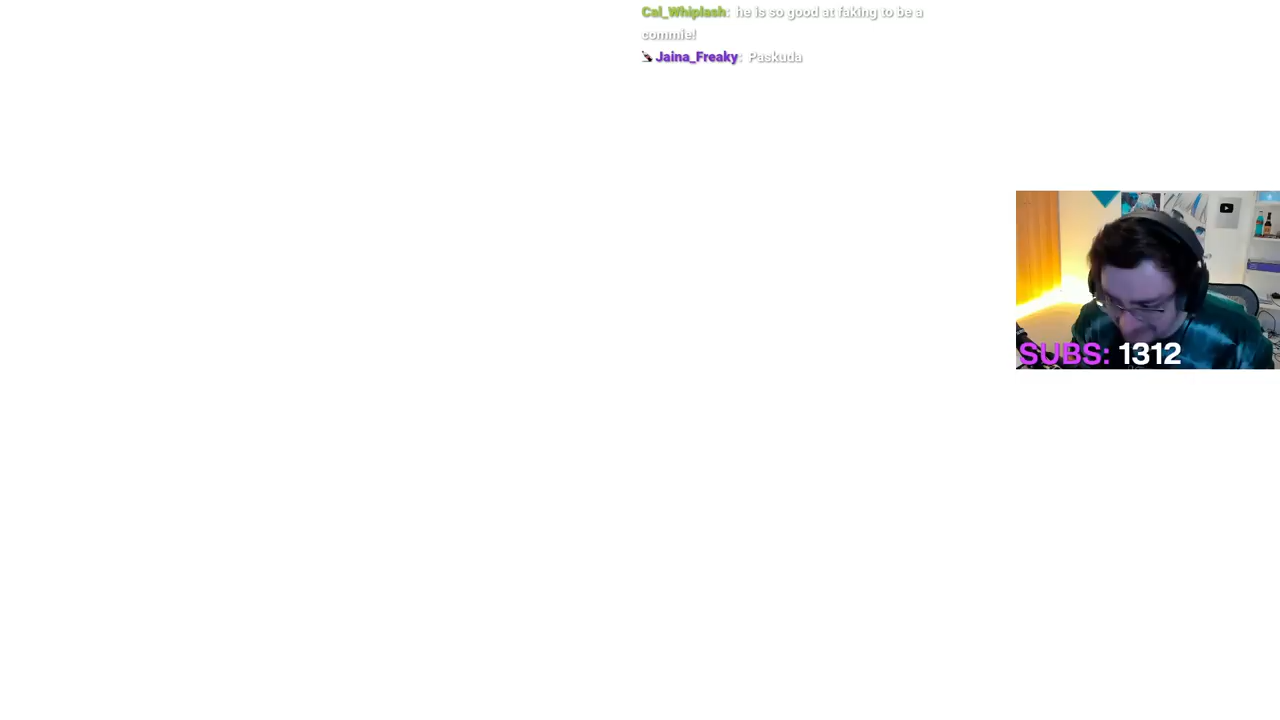 Cal_Whiplash: he is so good at faking to be a
commie!
Jaina_Freaky: Paskuda
SUBS: 1312